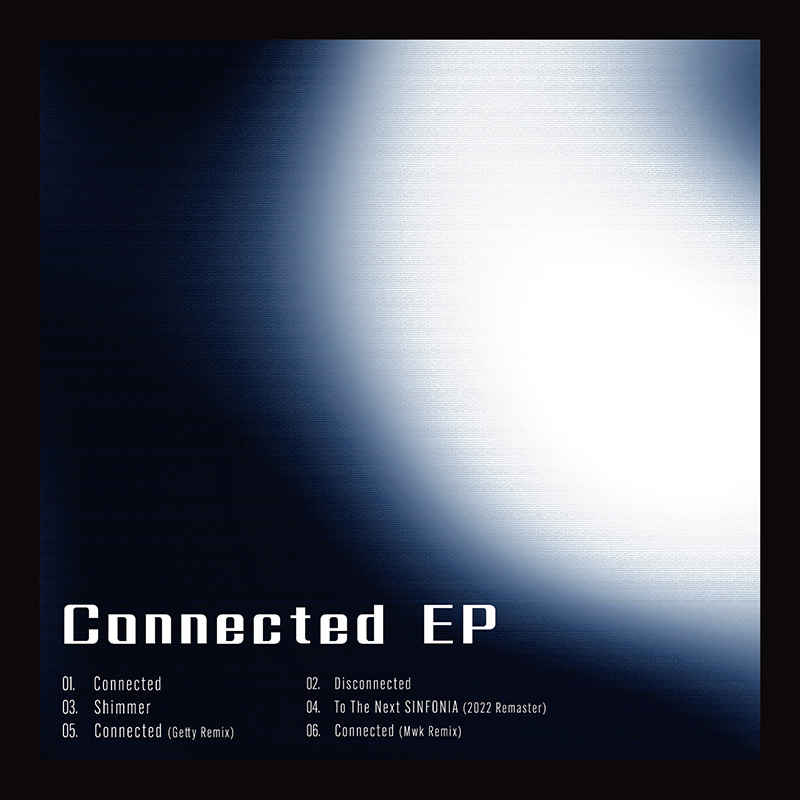 Connected EP
01. Connected
02. Disconnected
03. Shimmer
04. To The Next SINFONIA (2022 Remaster)
05. Connected (Getty Remix)
06. Connected (Mwk Remix)